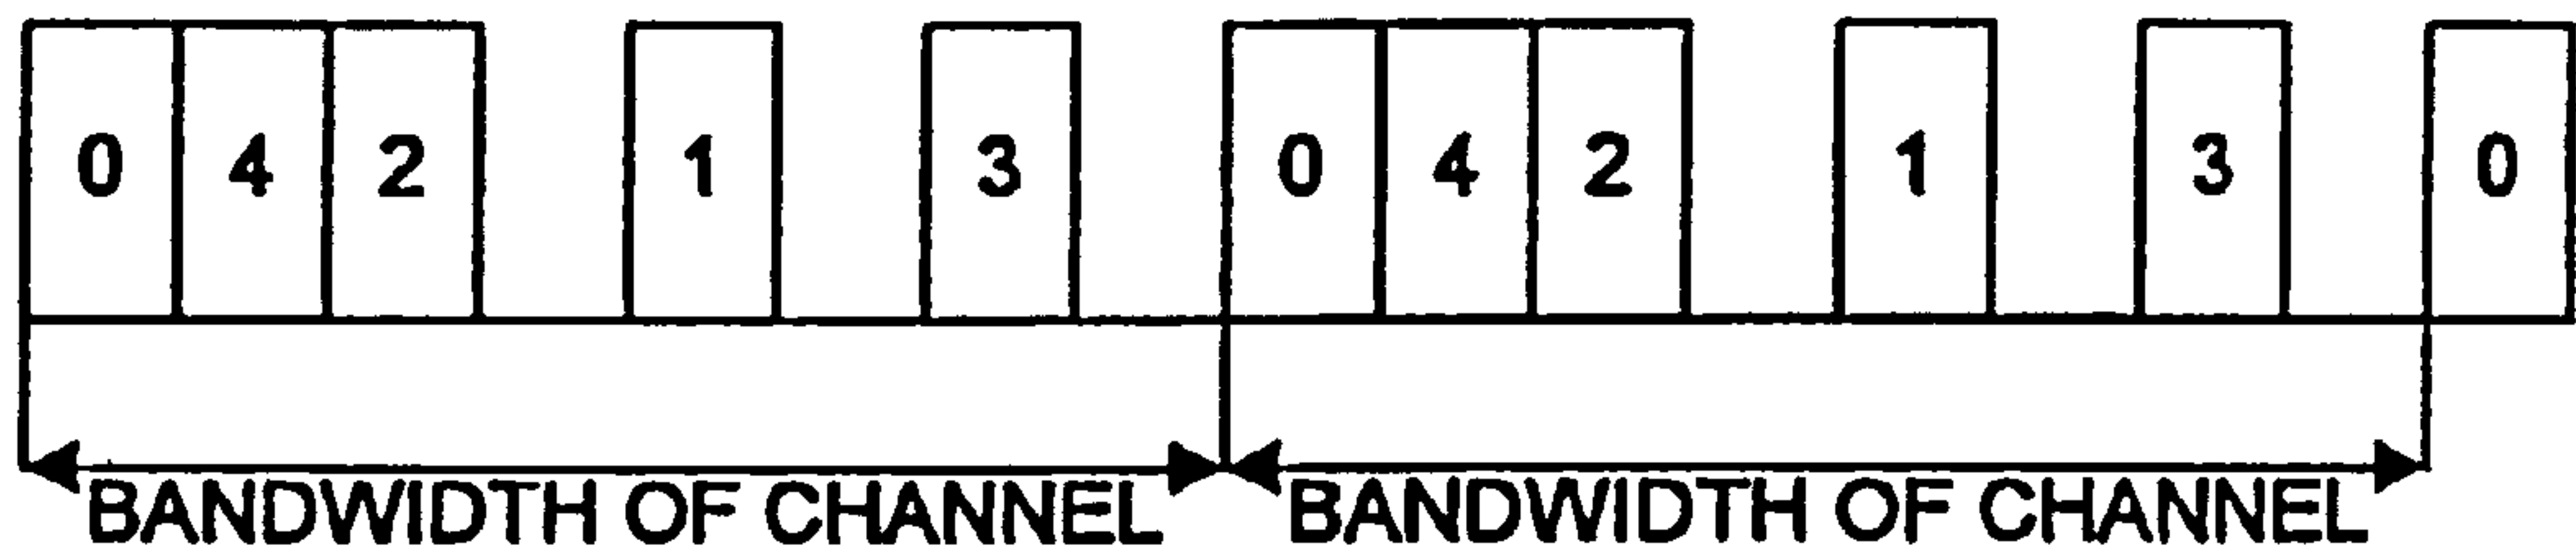 0 4 2 1 3 0 4 2 1 3 0
BANDWIDTH OF CHANNEL BANDWIDTH OF CHANNEL